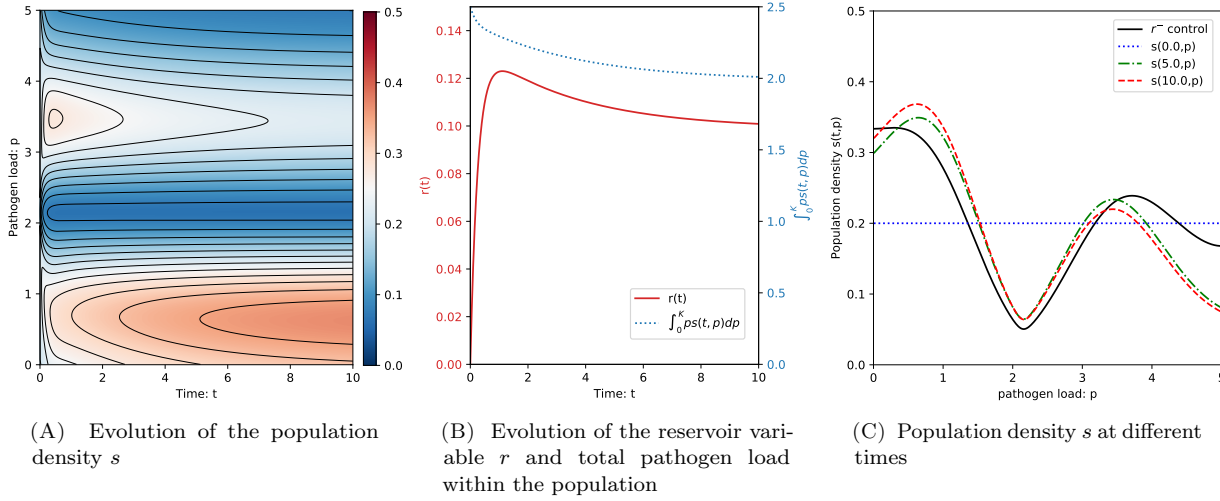 5
4
3
2
1
0
Pathogen load: p
0
2
4
6
8
10
Time: t
0.5
0.4
0.3
0.2
0.1
0.0
0.14
0.12
0.10
0.08
0.06
0.04
0.02
0.00
r(t)
0
2
4
6
8
10
Time: t
r(t)
∫₀ᴷps(t, p)dp
2.5
2.0
1.5
1.0
0.5
0.0
∫₀ᴷps(t, p)dp
0.5
0.4
0.3
0.2
0.1
0.0
Population density s(t,p)
0
1
2
3
4
5
pathogen load: p
r⁻ control
s(0.0,p)
s(5.0,p)
s(10.0,p)
(A) Evolution of the population
density s
(B) Evolution of the reservoir vari-
able r and total pathogen load
within the population
(C) Population density s at different
times